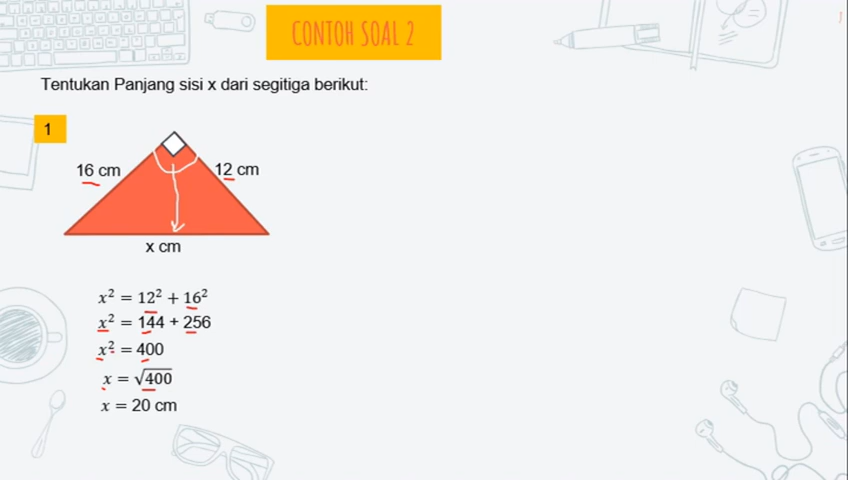 CONTOH SOAL 2
Tentukan Panjang sisi x dari segitiga berikut:
1
16 cm
12 cm
x cm
x² = 12² + 16²
x² = 144 + 256
x² = 400
x = √400
x = 20 cm